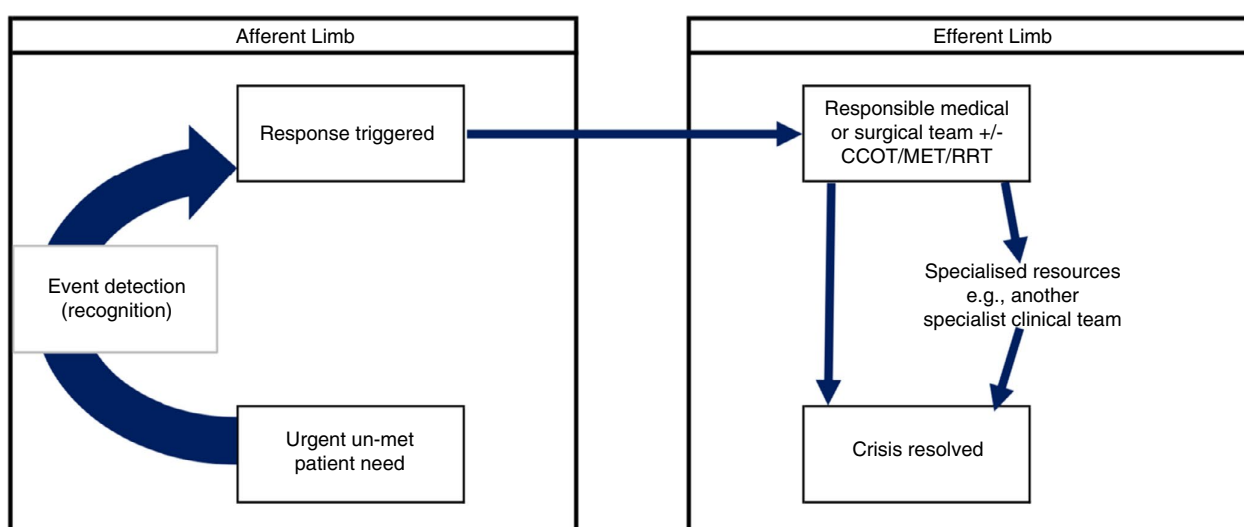 Afferent Limb
Response triggered
Event detection
(recognition)
Urgent un-met
patient need
Efferent Limb
Responsible medical
or surgical team +/-
CCOT/MET/RRT
Specialised resources
e.g., another
specialist clinical team
Crisis resolved